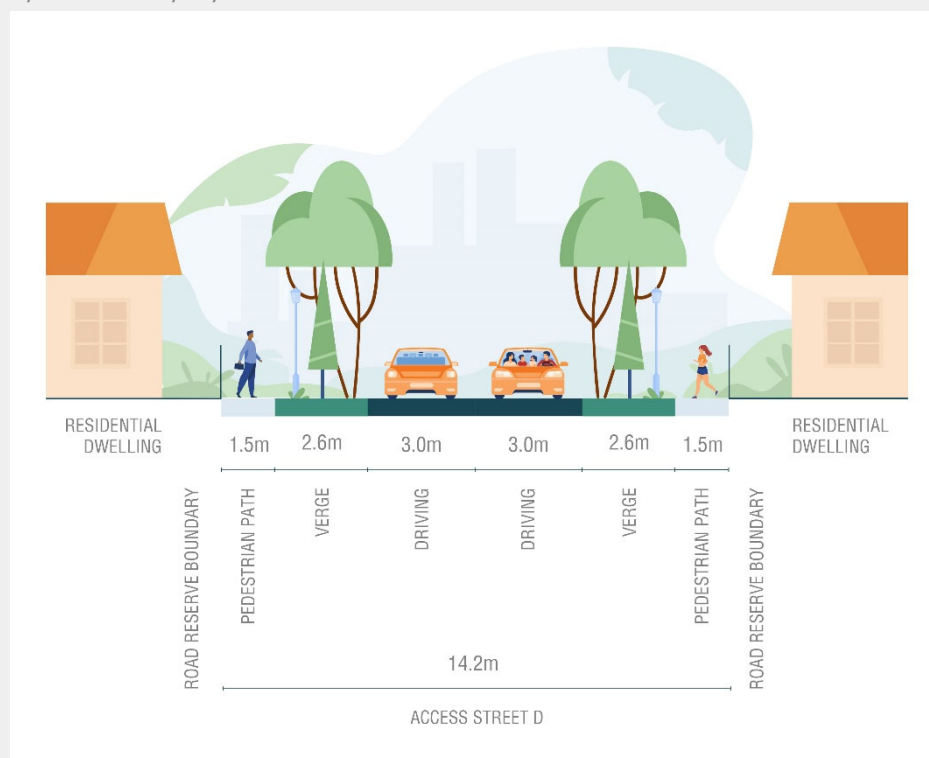 RESIDENTIAL
DWELLING
1.5m
2.6m
3.0m
3.0m
2.6m
1.5m
RESIDENTIAL
DWELLING
ROAD RESERVE BOUNDARY
PEDESTRIAN PATH
VERGE
DRIVING
DRIVING
VERGE
PEDESTRIAN PATH
ROAD RESERVE BOUNDARY
14.2m
ACCESS STREET D